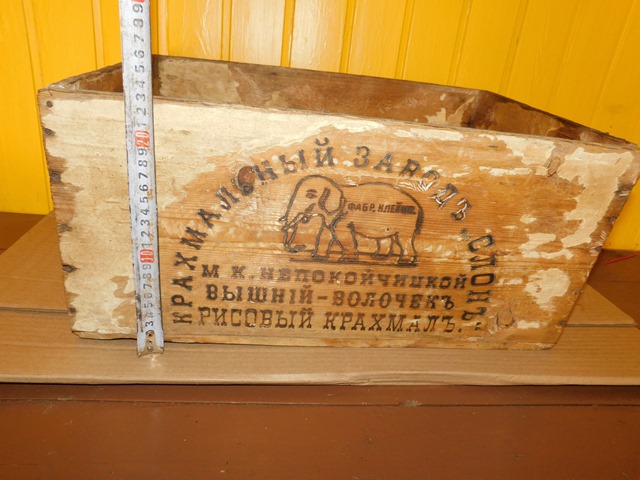 КРАХМАЛЬНЫЙ ЗАВОДЪ „СЛОНЪ"
ФАБР. КЛЕЙМО
М. К. НЕПОКОЙЧИЦКОЙ
ВЫШНІЙ-ВОЛОЧЕКЪ
РИСОВЫЙ КРАХМАЛЪ.